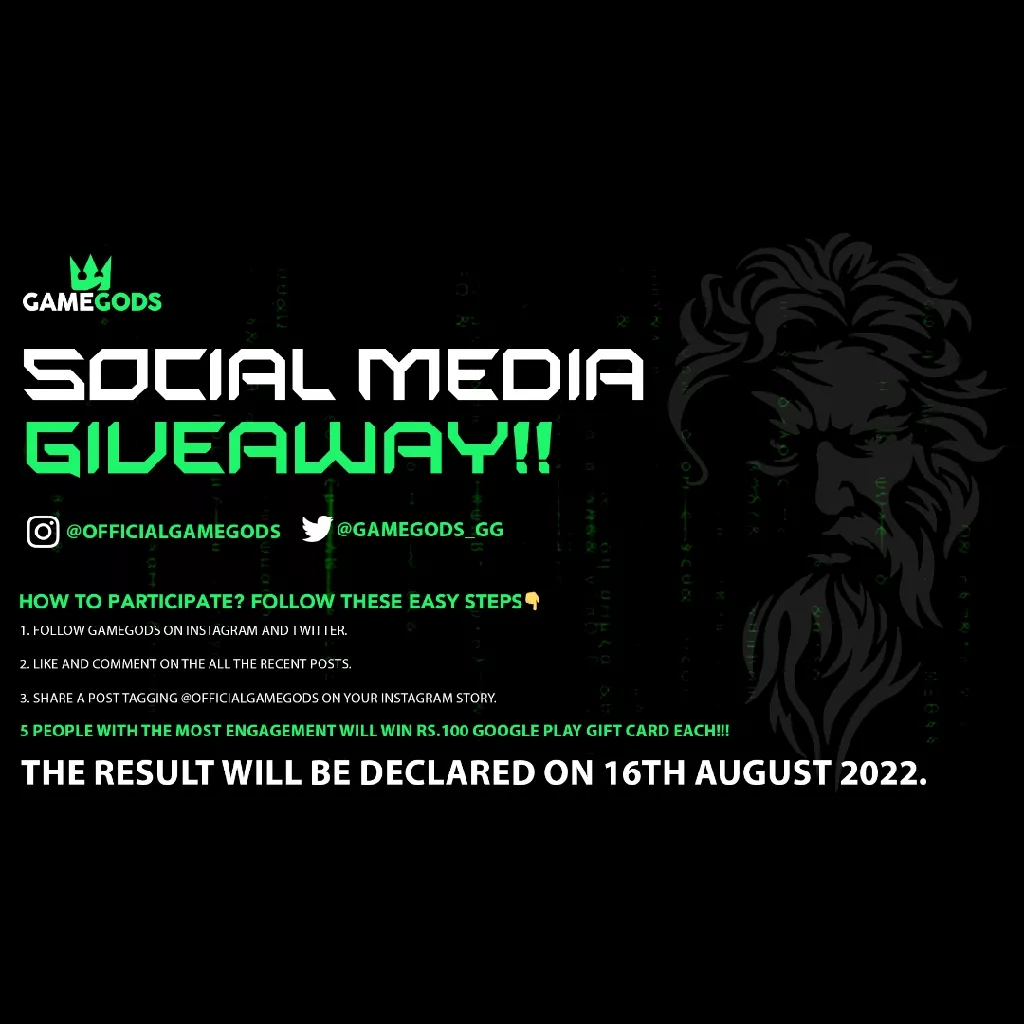 GAMEGODS
SOCIAL MEDIA
GIVEAWAY!!
@OFFICIALGAMEGODS @GAMEGODS_GG
HOW TO PARTICIPATE? FOLLOW THESE EASY STEPS👇
1. FOLLOW GAMEGODS ON INSTAGRAM AND TWITTER.
2. LIKE AND COMMENT ON THE ALL THE RECENT POSTS.
3. SHARE A POST TAGGING @OFFICIALGAMEGODS ON YOUR INSTAGRAM STORY.
5 PEOPLE WITH THE MOST ENGAGEMENT WILL WIN RS.100 GOOGLE PLAY GIFT CARD EACH!!!
THE RESULT WILL BE DECLARED ON 16TH AUGUST 2022.